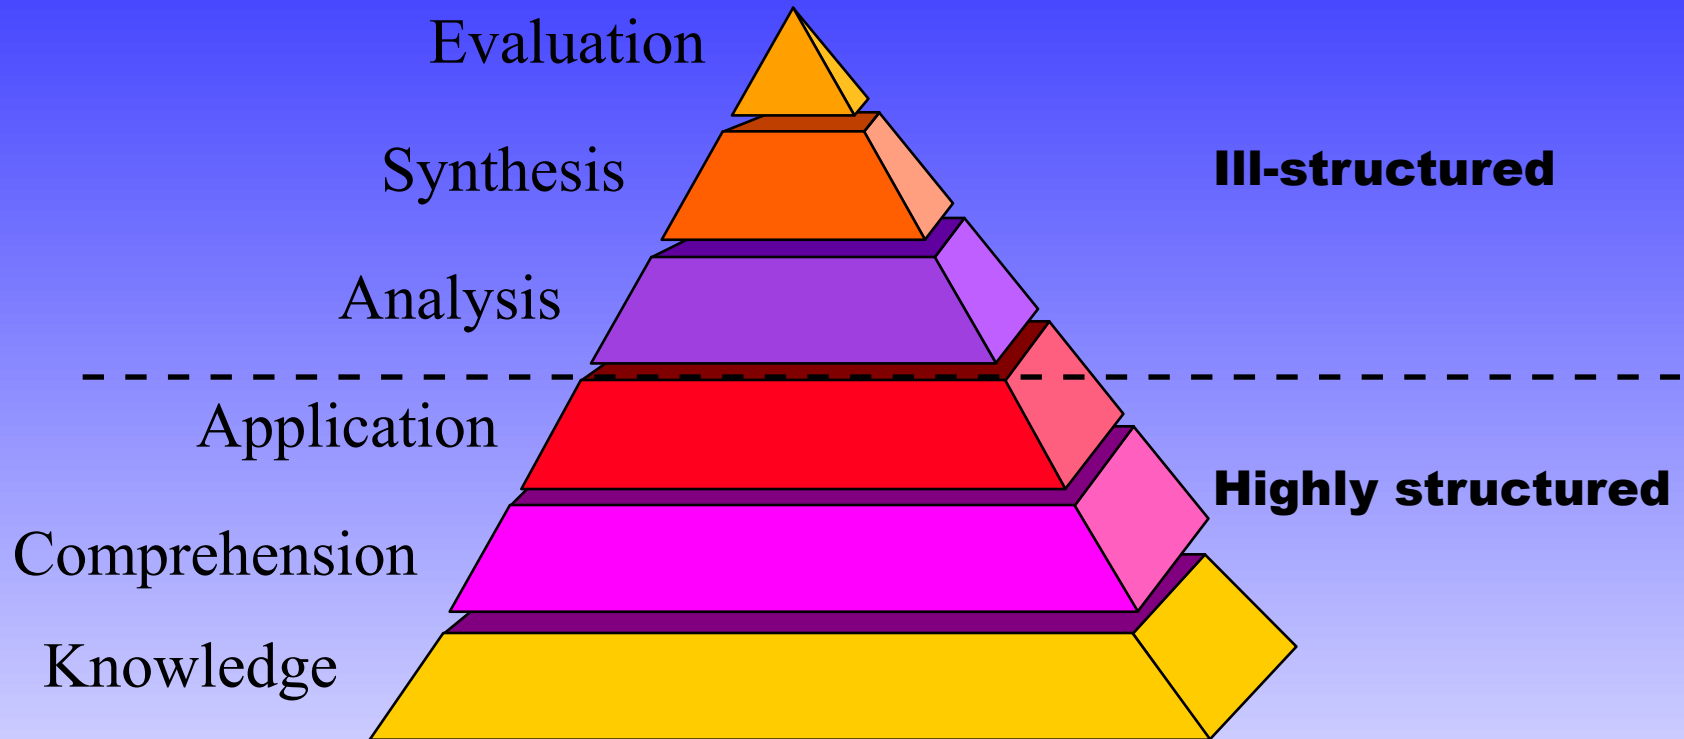 Evaluation
Synthesis
Ill-structured
Analysis
Application
Highly structured
Comprehension
Knowledge